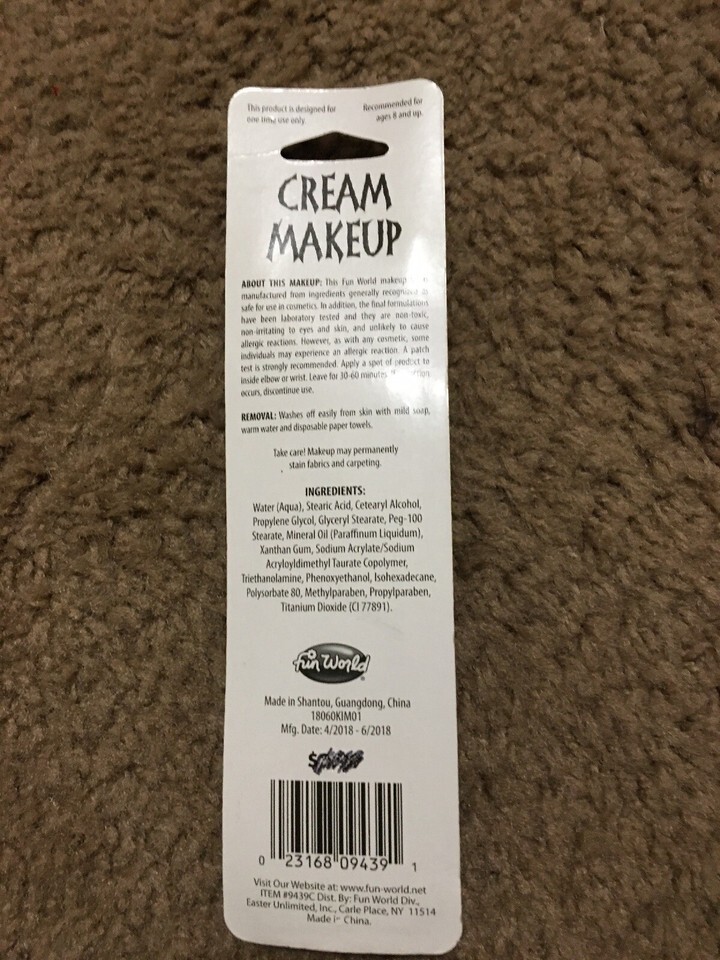 This product is designed for
one time use only.
Recommended for
ages 8 and up.
CREAM
MAKEUP
ABOUT THIS MAKEUP: This Fun World makeup
manufactured from ingredients generally recognized as
safe for use in cosmetics. In addition, the final formulations
have been laboratory tested and they are non-toxic,
non-irritating to eyes and skin, and unlikely to cause
allergic reactions. However, as with any cosmetic, some
individuals may experience an allergic reaction. A patch
test is strongly recommended. Apply a spot of product to
inside elbow or wrist. Leave for 30-60 minutes.
occurs, discontinue use.
REMOVAL: Washes off easily from skin with mild soap,
warm water and disposable paper towels.
Take care! Makeup may permanently
stain fabrics and carpeting.
INGREDIENTS:
Water (Aqua), Stearic Acid, Cetearyl Alcohol,
Propylene Glycol, Glyceryl Stearate, Peg-100
Stearate, Mineral Oil (Paraffinum Liquidum),
Xanthan Gum, Sodium Acrylate/Sodium
Acryloyldimethyl Taurate Copolymer,
Triethanolamine, Phenoxyethanol, Isohexadecane,
Polysorbate 80, Methylparaben, Propylparaben,
Titanium Dioxide (CI 77891).
fun World
Made in Shantou, Guangdong, China
18060KIM01
Mfg. Date: 4/2018 - 6/2018
$
0 23168 09439 1
Visit Our Website at: www.fun-world.net
ITEM #9439C Dist. By: Fun World Div.,
Easter Unlimited, Inc., Carle Place, NY 11514
Made in China.